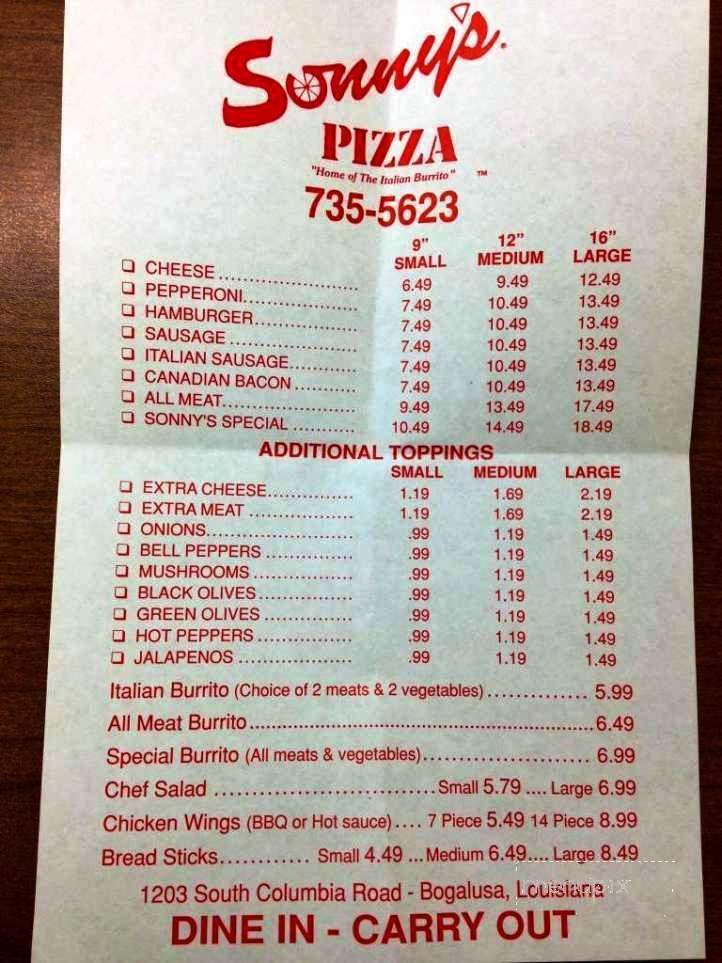 Sonny's
PIZZA
"Home of The Italian Burrito" ™
735-5623
9" 12" 16"
SMALL MEDIUM LARGE
❏ CHEESE........................ 6.49 9.49 12.49
❏ PEPPERONI.................... 7.49 10.49 13.49
❏ HAMBURGER.................. 7.49 10.49 13.49
❏ SAUSAGE ...................... 7.49 10.49 13.49
❏ ITALIAN SAUSAGE............ 7.49 10.49 13.49
❏ CANADIAN BACON ........... 7.49 10.49 13.49
❏ ALL MEAT....................... 9.49 13.49 17.49
❏ SONNY'S SPECIAL ........... 10.49 14.49 18.49
ADDITIONAL TOPPINGS
SMALL MEDIUM LARGE
❏ EXTRA CHEESE............... 1.19 1.69 2.19
❏ EXTRA MEAT .................. 1.19 1.69 2.19
❏ ONIONS......................... .99 1.19 1.49
❏ BELL PEPPERS ............... .99 1.19 1.49
❏ MUSHROOMS ................. .99 1.19 1.49
❏ BLACK OLIVES................ .99 1.19 1.49
❏ GREEN OLIVES ............... .99 1.19 1.49
❏ HOT PEPPERS ................ .99 1.19 1.49
❏ JALAPENOS ................... .99 1.19 1.49
Italian Burrito (Choice of 2 meats & 2 vegetables).............. 5.99
All Meat Burrito.................................................................6.49
Special Burrito (All meats & vegetables)....................... 6.99
Chef Salad ..............................Small 5.79 .... Large 6.99
Chicken Wings (BBQ or Hot sauce).... 7 Piece 5.49 14 Piece 8.99
Bread Sticks............ Small 4.49 ...Medium 6.49.... Large 8.49
1203 South Columbia Road - Bogalusa, Louisiana
DINE IN - CARRY OUT